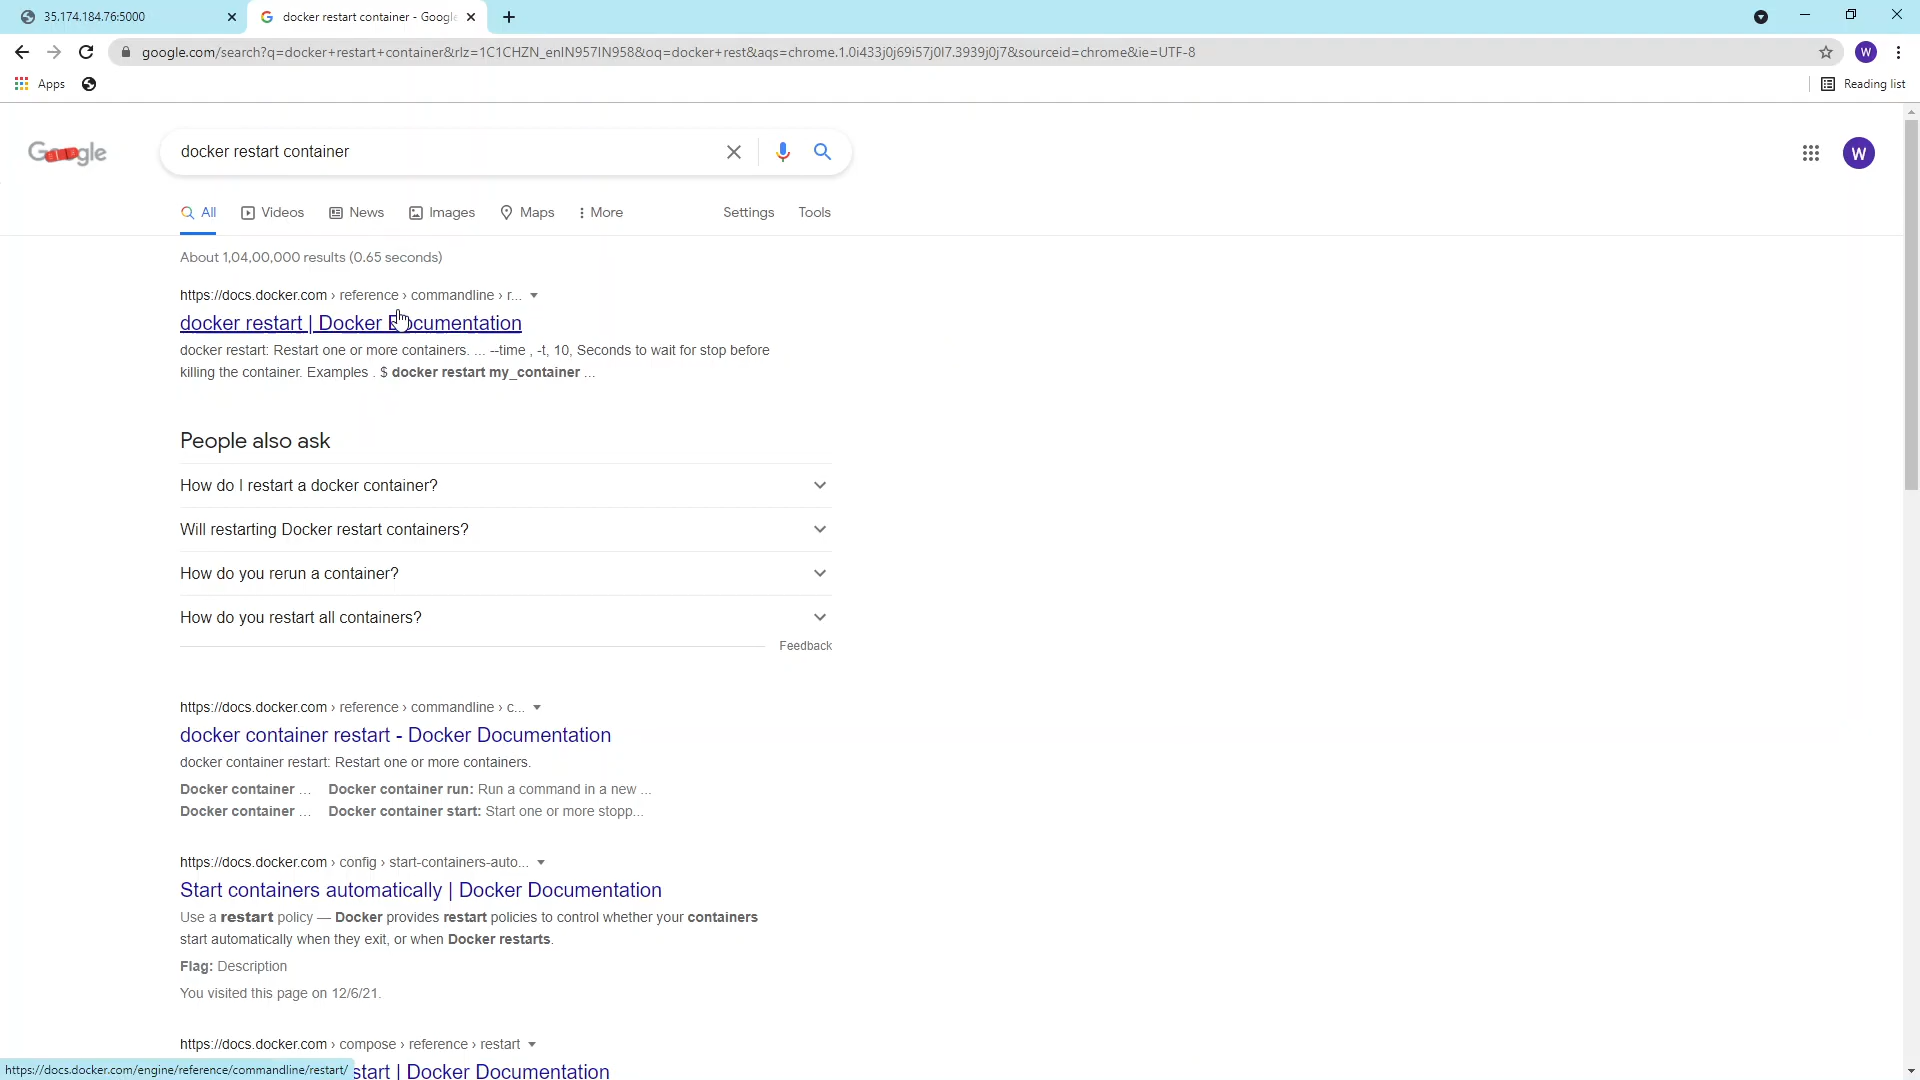 35.174.184.76:5000
docker restart container - Google
google.com/search?q=docker+restart+container&rlz=1C1CHZN_enIN957IN958&oq=docker+rest&aqs=chrome.1.0i433j0j69i57j0l7.3939j0j7&sourceid=chrome&ie=UTF-8
W
Apps
Reading list
Google
docker restart container
W
All
Videos
News
Images
Maps
More
Settings
Tools
About 1,04,00,000 results (0.65 seconds)
https://docs.docker.com › reference › commandline › r...
docker restart | Docker Documentation
docker restart: Restart one or more containers. ... --time , -t, 10, Seconds to wait for stop before
killing the container. Examples . $ docker restart my_container ...
People also ask
How do I restart a docker container?
Will restarting Docker restart containers?
How do you rerun a container?
How do you restart all containers?
Feedback
https://docs.docker.com › reference › commandline › c...
docker container restart - Docker Documentation
docker container restart: Restart one or more containers.
Docker container ... Docker container run: Run a command in a new ...
Docker container ... Docker container start: Start one or more stopp...
https://docs.docker.com › config › start-containers-auto...
Start containers automatically | Docker Documentation
Use a restart policy — Docker provides restart policies to control whether your containers
start automatically when they exit, or when Docker restarts.
Flag: Description
You visited this page on 12/6/21.
https://docs.docker.com › compose › reference › restart
start | Docker Documentation
https://docs.docker.com/engine/reference/commandline/restart/